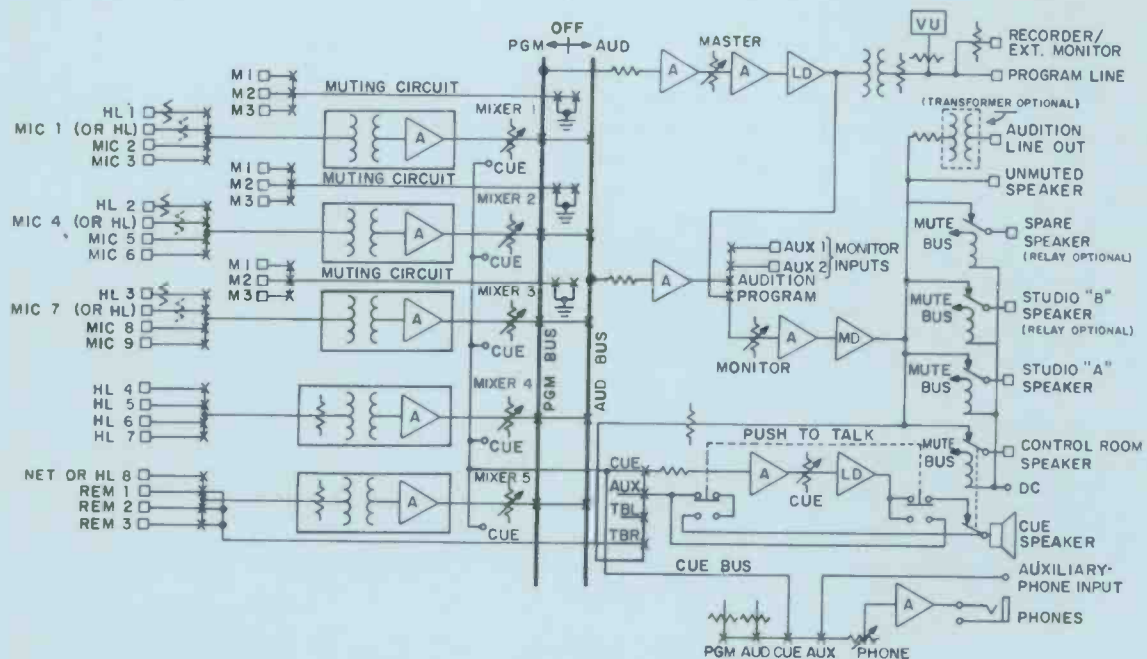 OFF
PGM AUD
M1
M2
M3
MUTING CIRCUIT
HL 1
MIC 1 (OR HL)
MIC 2
MIC 3
A
MIXER 1
CUE
M1
M2
M3
MUTING CIRCUIT
HL 2
MIC 4 (OR HL)
MIC 5
MIC 6
A
MIXER 2
CUE
M1
M2
M3
MUTING CIRCUIT
HL 3
MIC 7 (OR HL)
MIC 8
MIC 9
A
MIXER 3
CUE
HL 4
HL 5
HL 6
HL 7
A
MIXER 4
CUE
NET OR HL 8
REM 1
REM 2
REM 3
A
MIXER 5
CUE
PGM BUS
AUD BUS
A
MASTER
A
LD
VU
RECORDER/
EXT. MONITOR
PROGRAM LINE
(TRANSFORMER OPTIONAL)
AUDITION
LINE OUT
UNMUTED
SPEAKER
A
AUX 1
AUX 2
MONITOR
INPUTS
AUDITION
PROGRAM
MONITOR
A
MD
MUTE
BUS
SPARE
SPEAKER
(RELAY OPTIONAL)
MUTE
BUS
STUDIO "B"
SPEAKER
(RELAY OPTIONAL)
MUTE
BUS
STUDIO "A"
SPEAKER
MUTE
BUS
CONTROL ROOM
SPEAKER
DC
PUSH TO TALK
CUE
AUX
TBL
TBR
A
CUE
LD
CUE
SPEAKER
CUE BUS
AUXILIARY-
PHONE INPUT
A
PHONES
PGM AUD CUE AUX PHONE